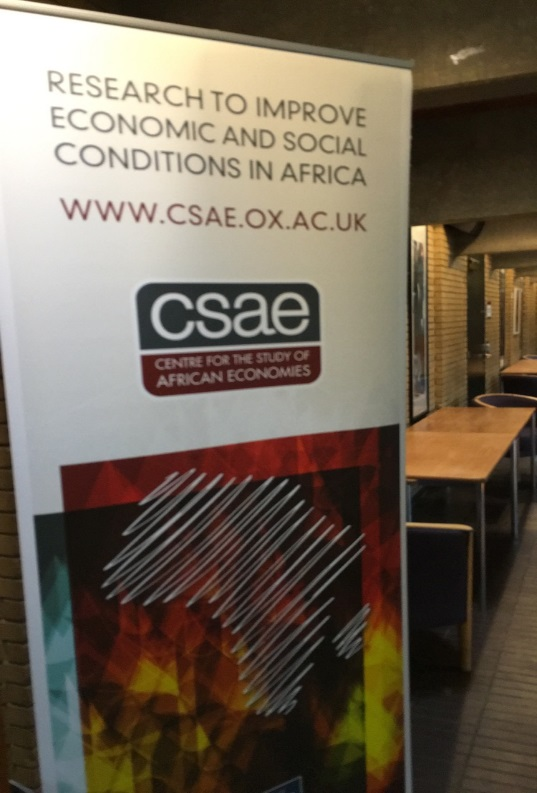 RESEARCH TO IMPROVE
ECONOMIC AND SOCIAL
CONDITIONS IN AFRICA
WWW.CSAE.OX.AC.UK
csae
CENTRE FOR THE STUDY OF
AFRICAN ECONOMIES